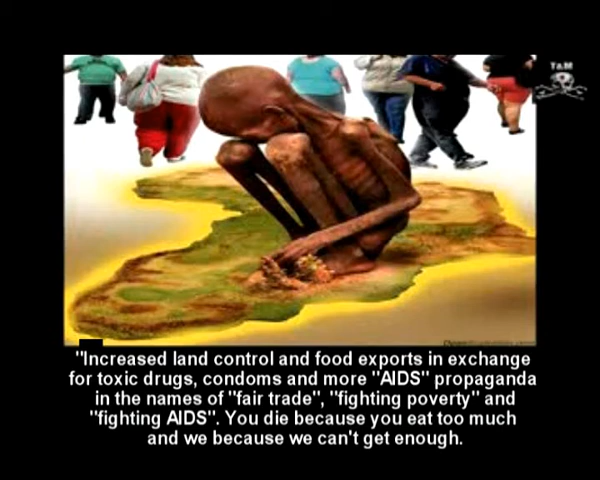 T&M
"Increased land control and food exports in exchange
for toxic drugs, condoms and more "AIDS" propaganda
in the names of "fair trade", "fighting poverty" and
"fighting AIDS". You die because you eat too much
and we because we can't get enough.